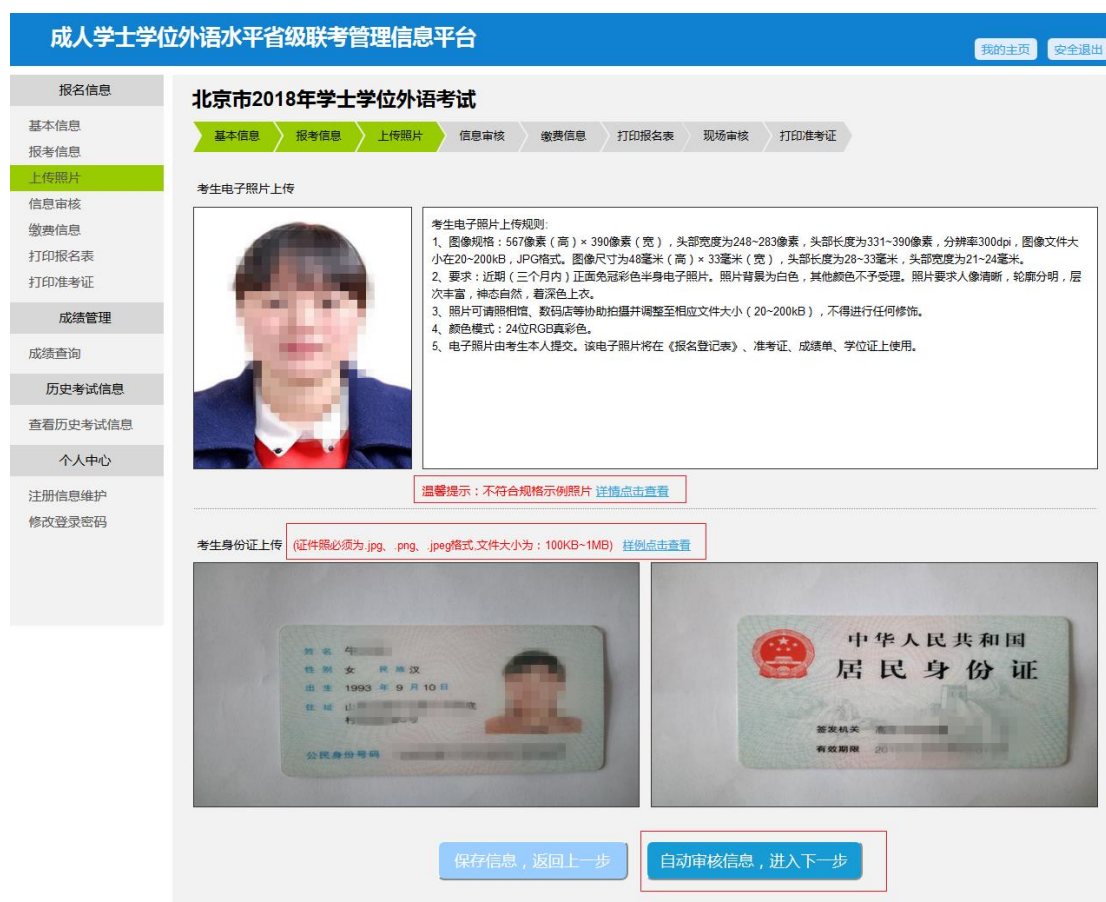 成人学士学位外语水平省级联考管理信息平台
我的主页 安全退出
报名信息
基本信息
报考信息
上传照片
信息审核
缴费信息
打印报名表
打印准考证
成绩管理
成绩查询
历史考试信息
查看历史考试信息
个人中心
注册信息维护
修改登录密码
北京市2018年学士学位外语考试
基本信息 报考信息 上传照片 信息审核 缴费信息 打印报名表 现场审核 打印准考证
考生电子照片上传
考生电子照片上传规则:
1、图像规格：567像素（高）× 390像素（宽），头部宽度为248~283像素，头部长度为331~390像素，分辨率300dpi，图像文件大
小在20~200kB，JPG格式。图像尺寸为48毫米（高）× 33毫米（宽），头部长度为28~33毫米，头部宽度为21~24毫米。
2、要求：近期（三个月内）正面免冠彩色半身电子照片。照片背景为白色，其他颜色不予受理。照片要求人像清晰，轮廓分明，层
次丰富，神态自然，着深色上衣。
3、照片可请照相馆、数码店等协助拍摄并调整至相应文件大小（20~200kB），不得进行任何修饰。
4、颜色模式：24位RGB真彩色。
5、电子照片由考生本人提交。该电子照片将在《报名登记表》、准考证、成绩单、学位证上使用。
温馨提示：不符合规格示例照片 详情点击查看
考生身份证上传 (证件照必须为.jpg、.png、.jpeg格式,文件大小为：100KB~1MB) 样例点击查看
姓 名
性 别 女 民 族 汉
出 生 1993 年 9 月 10 日
住 址
村
公民身份号码
中华人民共和国
居民身份证
签发机关
有效期限 20
保存信息，返回上一步
自动审核信息，进入下一步